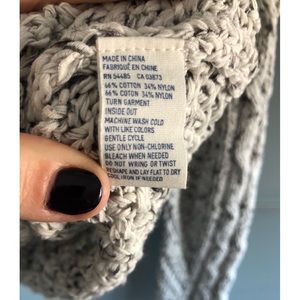 MADE IN CHINA
FABRIQUÉ EN CHINE
RN 54485 CA 03873
66% COTTON 34% NYLON
66% COTTON 34% NYLON
TURN GARMENT
INSIDE OUT
MACHINE WASH COLD
WITH LIKE COLORS
GENTLE CYCLE
USE ONLY NON-CHLORINE
BLEACH WHEN NEEDED
DO NOT WRING OR TWIST
RESHAPE AND LAY FLAT TO DRY
COOL IRON IF NEEDED